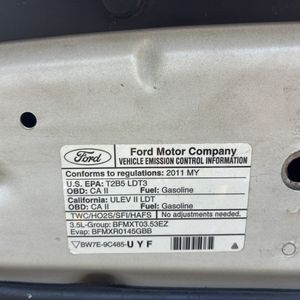 Ford
Ford Motor Company
VEHICLE EMISSION CONTROL INFORMATION
Conforms to regulations: 2011 MY
U.S. EPA: T2B5 LDT3
OBD: CA II Fuel: Gasoline
California: ULEV II LDT
OBD: CA II Fuel: Gasoline
TWC/HO2S/SFI/HAFS No adjustments needed.
3.5L-Group: BFMXT03.53EZ
Evap: BFMXR0145GBB
BW7E-9C485-UYF